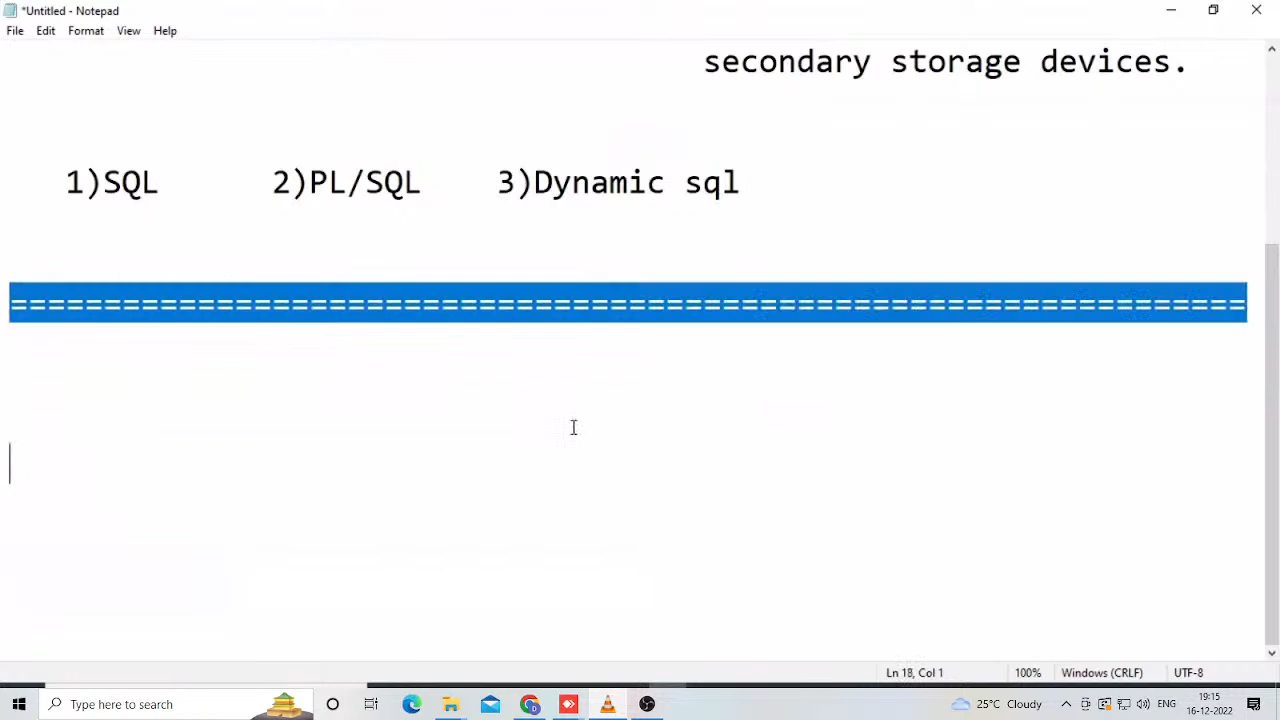 *Untitled - Notepad
File Edit Format View Help
secondary storage devices.
1)SQL 2)PL/SQL 3)Dynamic sql
==================================================================
Ln 18, Col 1 100% Windows (CRLF) UTF-8
Type here to search
25°C Cloudy ENG 19:15
16-12-2022